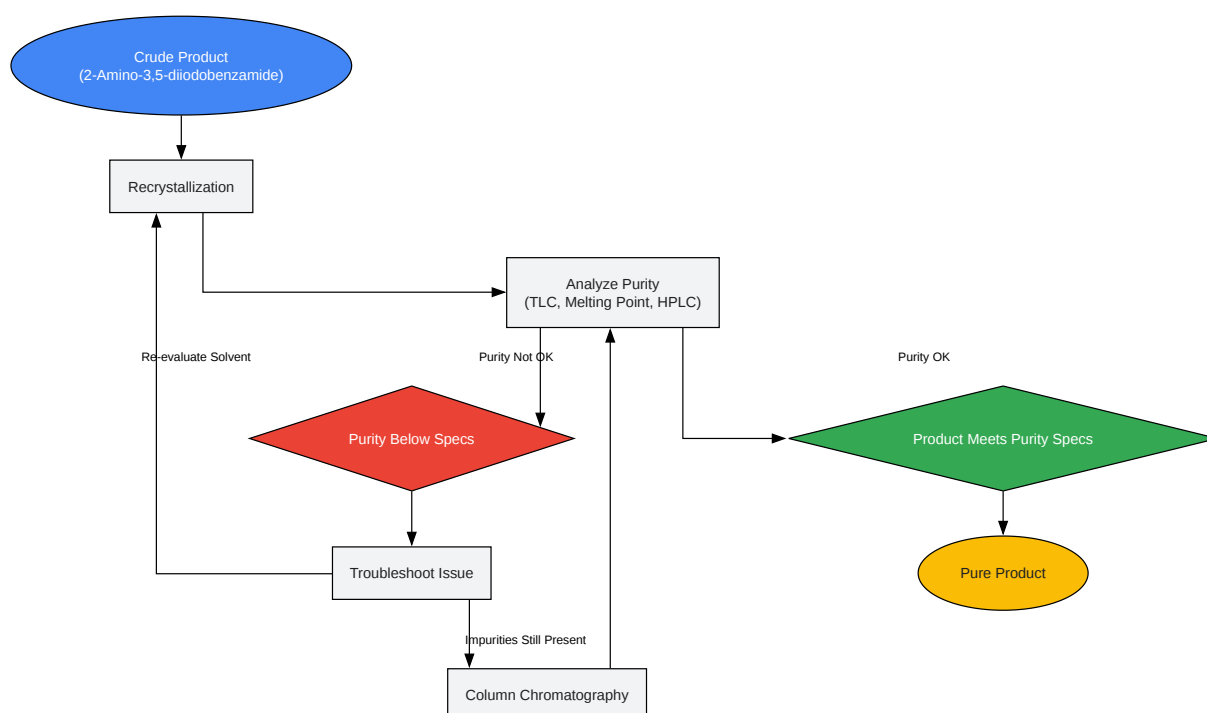 Crude Product
(2-Amino-3,5-diiodobenzamide)
Recrystallization
Analyze Purity
(TLC, Melting Point, HPLC)
Re-evaluate Solvent
Purity Not OK
Purity OK
Purity Below Specs
Product Meets Purity Specs
Troubleshoot Issue
Pure Product
Impurities Still Present
Column Chromatography